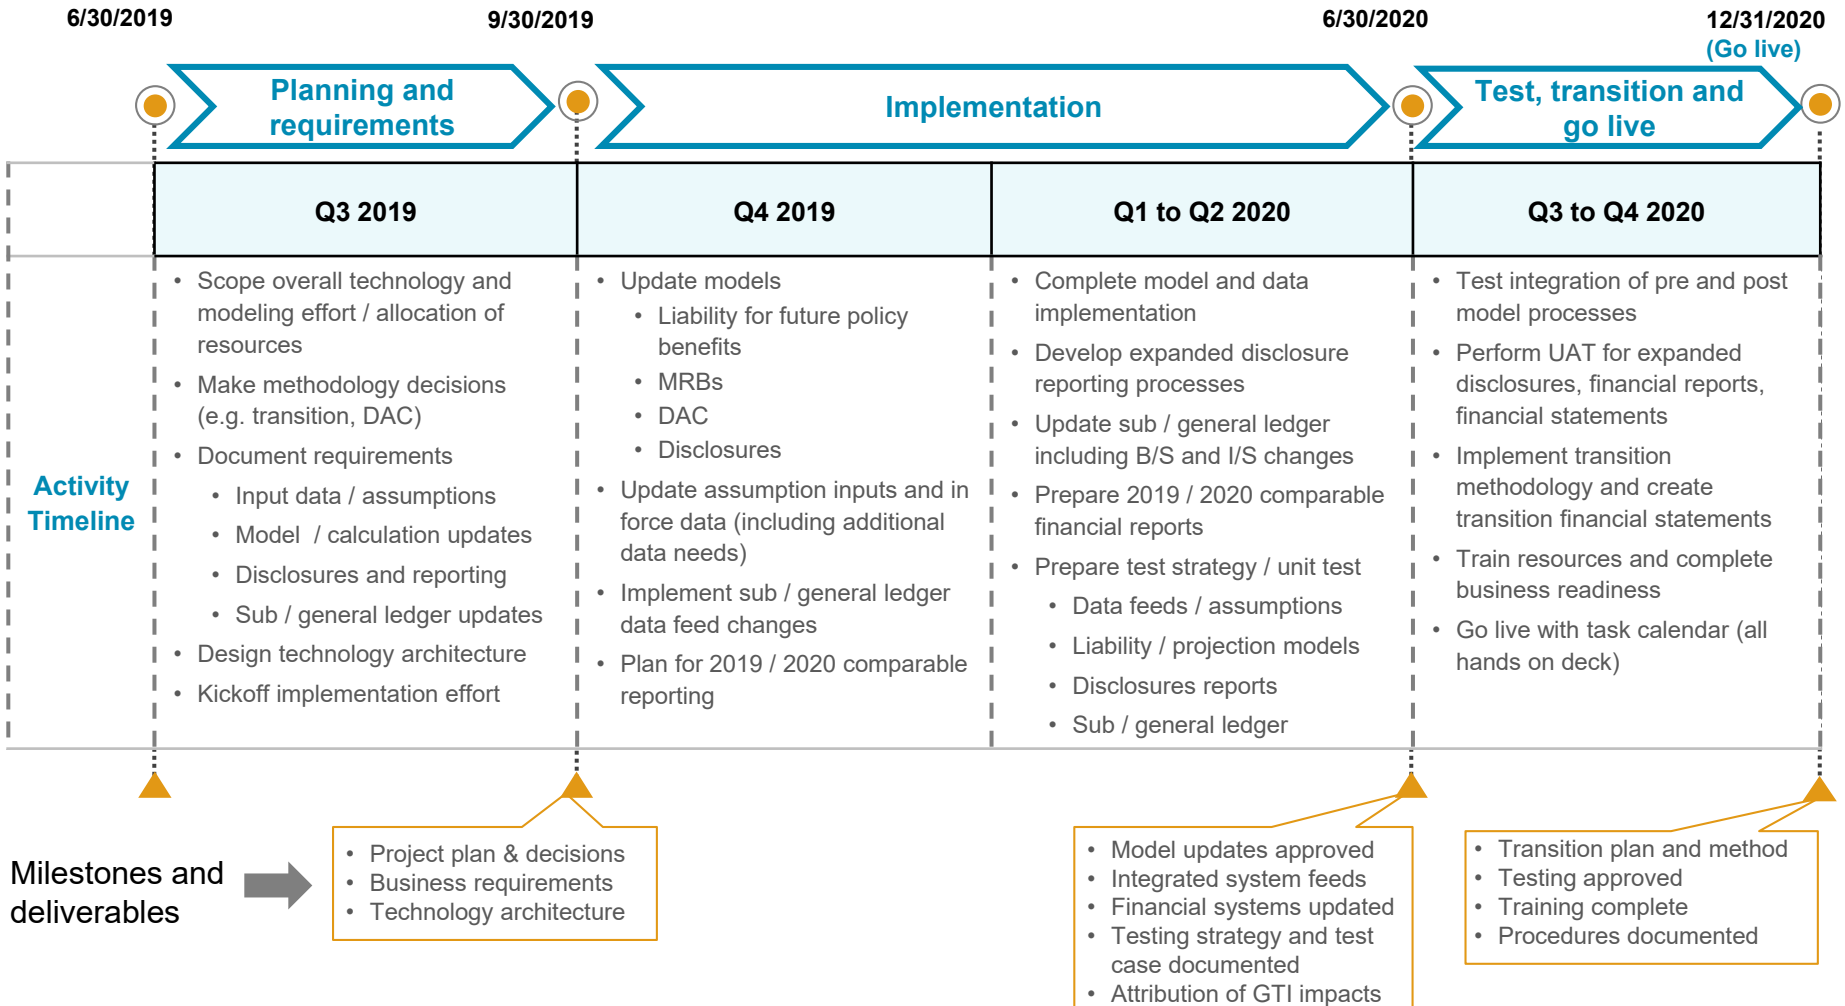 6/30/2019
9/30/2019
6/30/2020
12/31/2020
(Go live)
Planning and
requirements
Implementation
Test, transition and
go live
Q3 2019
Q4 2019
Q1 to Q2 2020
Q3 to Q4 2020
Activity
Timeline
• Scope overall technology and
modeling effort / allocation of
resources
• Make methodology decisions
(e.g. transition, DAC)
• Document requirements
• Input data / assumptions
• Model / calculation updates
• Disclosures and reporting
• Sub / general ledger updates
• Design technology architecture
• Kickoff implementation effort
• Update models
• Liability for future policy
benefits
• MRBs
• DAC
• Disclosures
• Update assumption inputs and in
force data (including additional
data needs)
• Implement sub / general ledger
data feed changes
• Plan for 2019 / 2020 comparable
reporting
• Complete model and data
implementation
• Develop expanded disclosure
reporting processes
• Update sub / general ledger
including B/S and I/S changes
• Prepare 2019 / 2020 comparable
financial reports
• Prepare test strategy / unit test
• Data feeds / assumptions
• Liability / projection models
• Disclosures reports
• Sub / general ledger
• Test integration of pre and post
model processes
• Perform UAT for expanded
disclosures, financial reports,
financial statements
• Implement transition
methodology and create
transition financial statements
• Train resources and complete
business readiness
• Go live with task calendar (all
hands on deck)
Milestones and
deliverables
• Project plan & decisions
• Business requirements
• Technology architecture
• Model updates approved
• Integrated system feeds
• Financial systems updated
• Testing strategy and test
case documented
• Attribution of GTI impacts
• Transition plan and method
• Testing approved
• Training complete
• Procedures documented